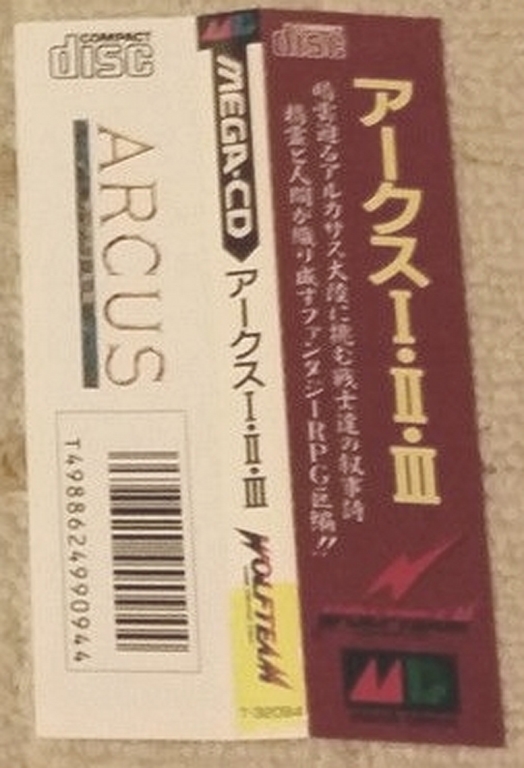 COMPACT
disc
ARCUS
T4988624990944
MEGA-CD
アークスI・II・III
WOLFTEAM
T-32094
disc
アークスI・II・III
暗雲遊るアルカサス大陸に挑む戦士達の叙事詩
精霊と人間が織り成すファンタジーRPG巨編!!